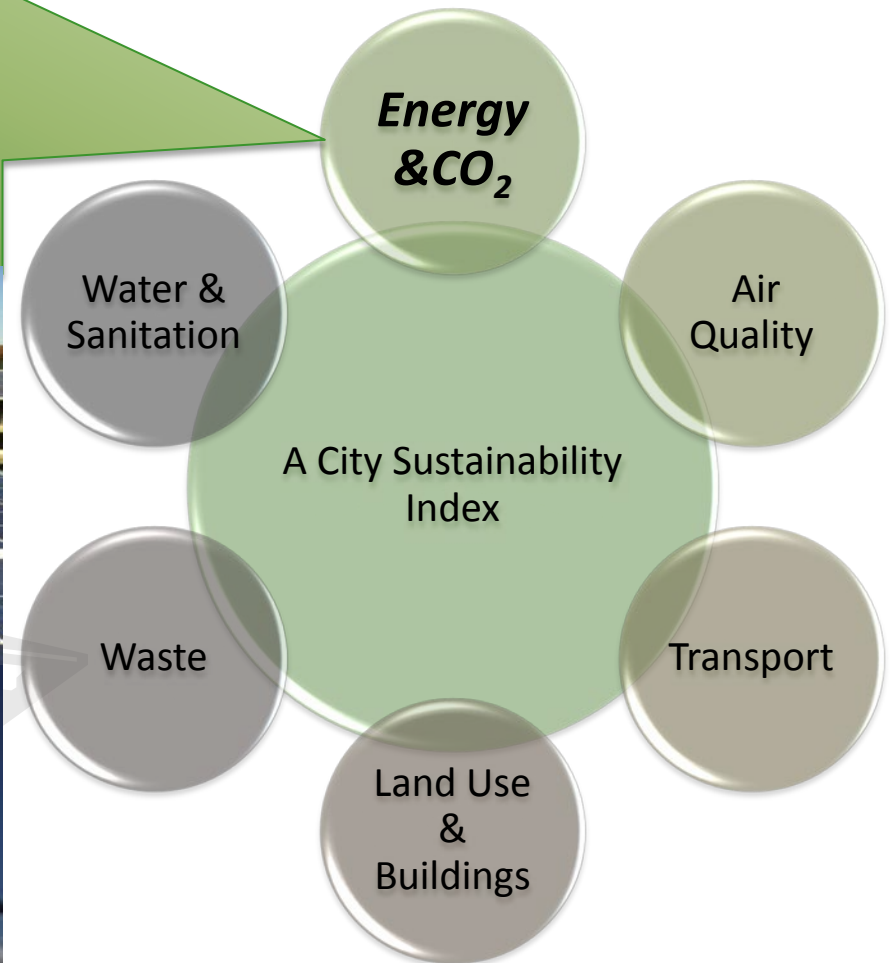 Energy
&CO₂
Air
Quality
Transport
Land Use
&
Buildings
Waste
Water &
Sanitation
A City Sustainability
Index